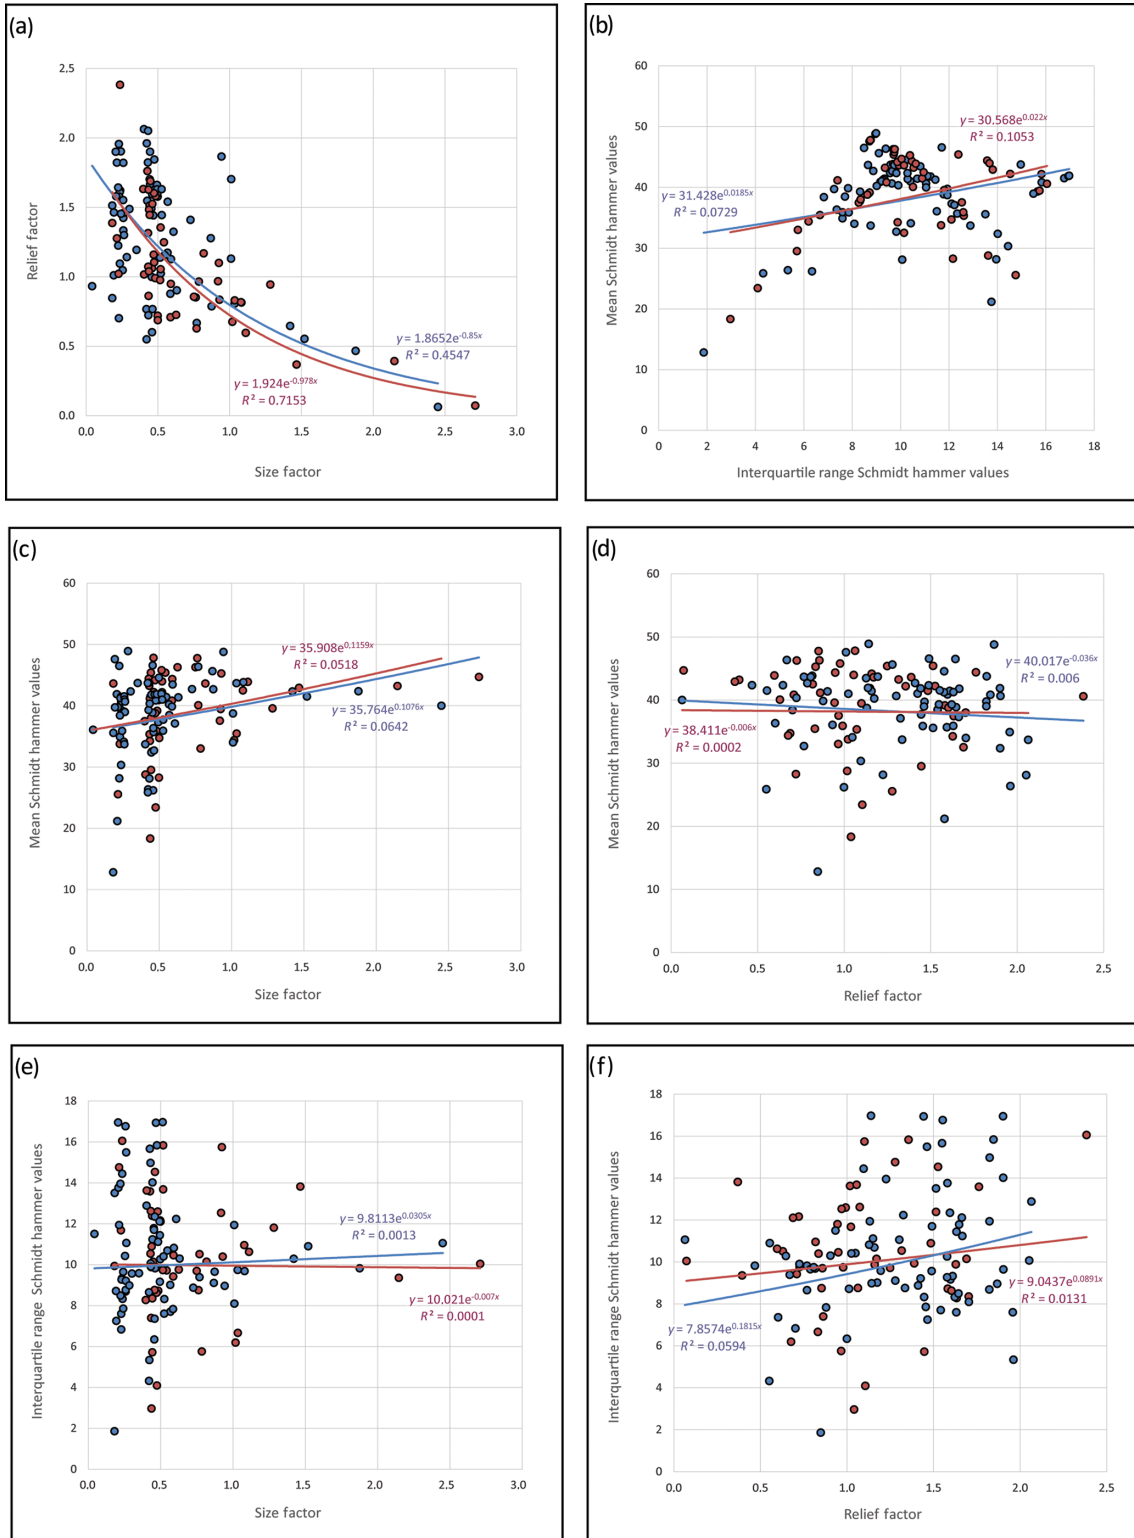 (a)
2.5
2.0
1.5
1.0
0.5
0.0
Relief factor
y = 1.8652e-0.85x
R² = 0.4547
y = 1.924e-0.978x
R² = 0.7153
0.0 0.5 1.0 1.5 2.0 2.5 3.0
Size factor
(b)
60
50
40
30
20
10
0
Mean Schmidt hammer values
y = 30.568e0.022x
R² = 0.1053
y = 31.428e0.0185x
R² = 0.0729
0 2 4 6 8 10 12 14 16 18
Interquartile range Schmidt hammer values
(c)
60
50
40
30
20
10
0
Mean Schmidt hammer values
y = 35.908e0.1159x
R² = 0.0518
y = 35.764e0.1076x
R² = 0.0642
0.0 0.5 1.0 1.5 2.0 2.5 3.0
Size factor
(d)
60
50
40
30
20
10
0
Mean Schmidt hammer values
y = 40.017e-0.036x
R² = 0.006
y = 38.411e-0.006x
R² = 0.0002
0.0 0.5 1.0 1.5 2.0 2.5
Relief factor
(e)
18
16
14
12
10
8
6
4
2
0
Interquartile range Schmidt hammer values
y = 9.8113e0.0305x
R² = 0.0013
y = 10.021e-0.007x
R² = 0.0001
0.0 0.5 1.0 1.5 2.0 2.5 3.0
Size factor
(f)
18
16
14
12
10
8
6
4
2
0
Interquartile range Schmidt hammer values
y = 9.0437e0.0891x
R² = 0.0131
y = 7.8574e0.1815x
R² = 0.0594
0.0 0.5 1.0 1.5 2.0 2.5
Relief factor